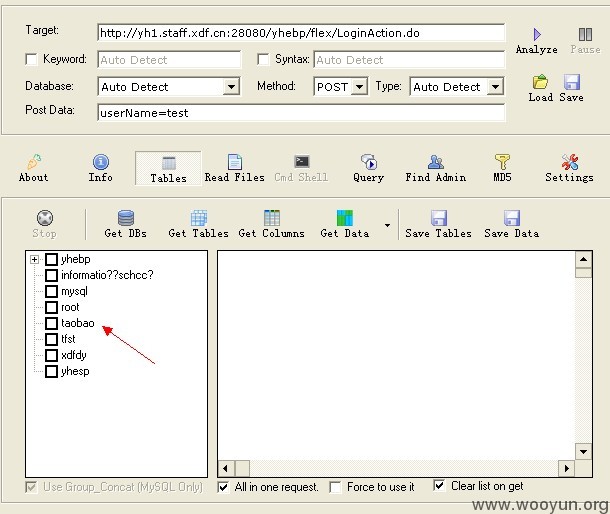 Target: http://yh1.staff.xdf.cn:28080/yhebp/flex/LoginAction.do
Analyze Pause
Keyword: Auto Detect Syntax: Auto Detect
Database: Auto Detect Method: POST Type: Auto Detect
Load Save
Post Data: userName=test
About Info Tables Read Files Cmd Shell Query Find Admin MD5 Settings
Stop Get DBs Get Tables Get Columns Get Data Save Tables Save Data
yhebp
informatio??schcc?
mysql
root
taobao
tfst
xdfdy
yhesp
Use Group_Concat (MySQL Only) All in one request. Force to use it Clear list on get
www.wooyun.org